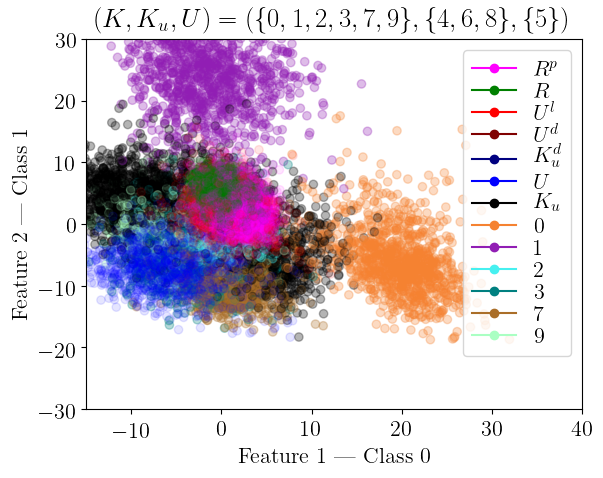 (K, K_u, U) = ({0, 1, 2, 3, 7, 9}, {4, 6, 8}, {5})
30
20
10
0
−10
−20
−30
Feature 2 — Class 1
−10
0
10
20
30
40
Feature 1 — Class 0
R^p
R
U^l
U^d
K_u^d
U
K_u
0
1
2
3
7
9